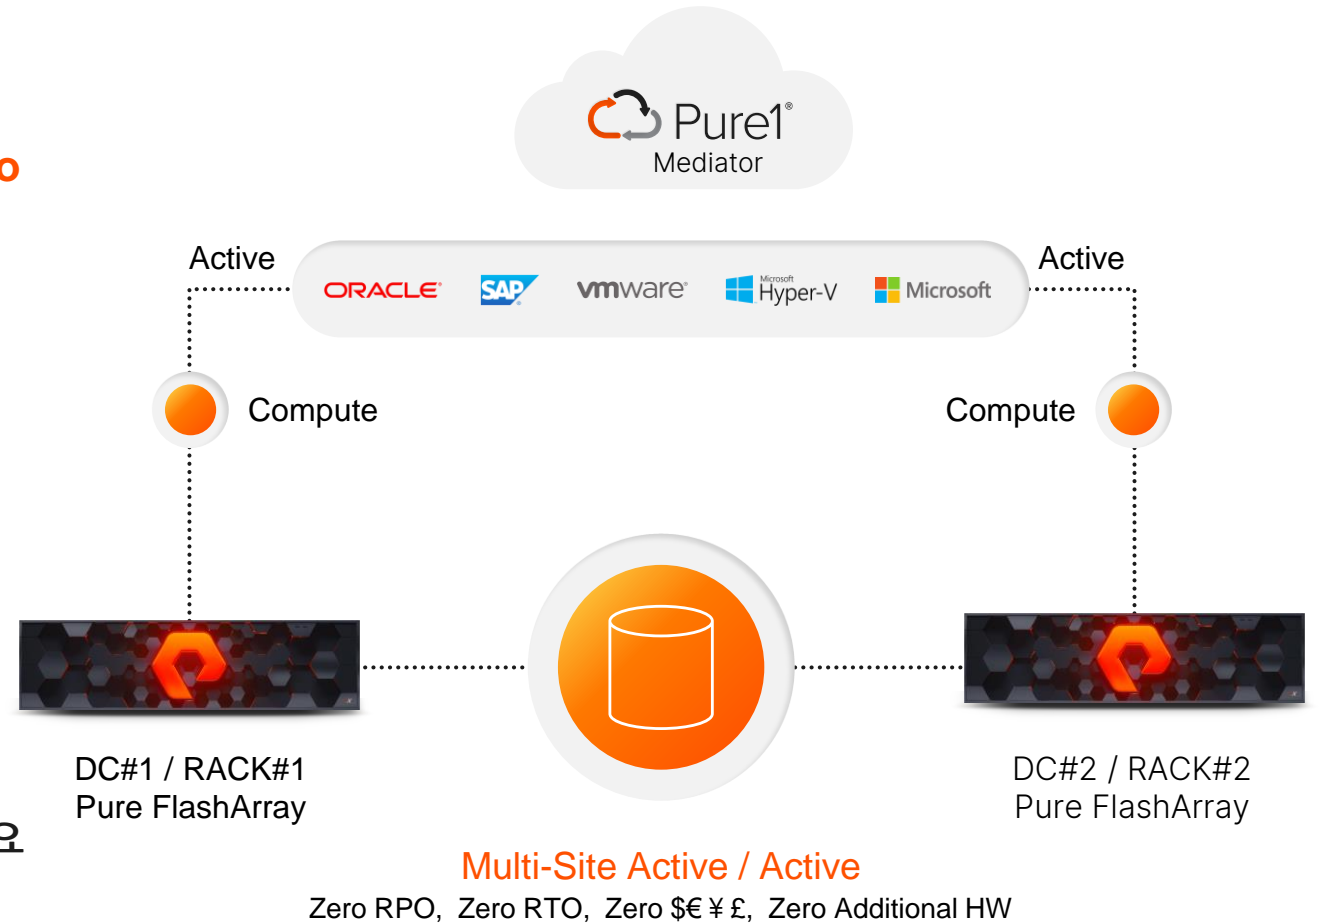 Pure1®
Mediator
o
Active
Active
ORACLE®
SAP®
vmware®
Microsoft
Hyper-V
Microsoft
Compute
Compute
DC#1 / RACK#1
Pure FlashArray
DC#2 / RACK#2
Pure FlashArray
요
Multi-Site Active / Active
Zero RPO, Zero RTO, Zero $€¥£, Zero Additional HW